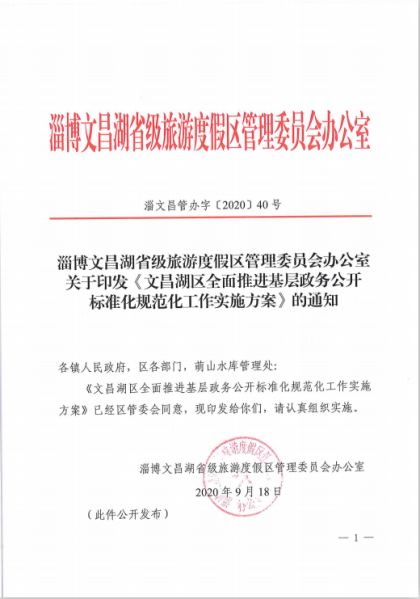 淄博文昌湖省级旅游度假区管理委员会办公室
淄文昌管办字〔2020〕40号
淄博文昌湖省级旅游度假区管理委员会办公室
关于印发《文昌湖区全面推进基层政务公开
标准化规范化工作实施方案》的通知
各镇人民政府，区各部门，萌山水库管理处：
《文昌湖区全面推进基层政务公开标准化规范化工作实施
方案》已经区管委会同意，现印发给你们，请认真组织实施。
淄博文昌湖省级旅游度假区管理委员会办公室
2020年9月18日
（此件公开发布）
— 1 —